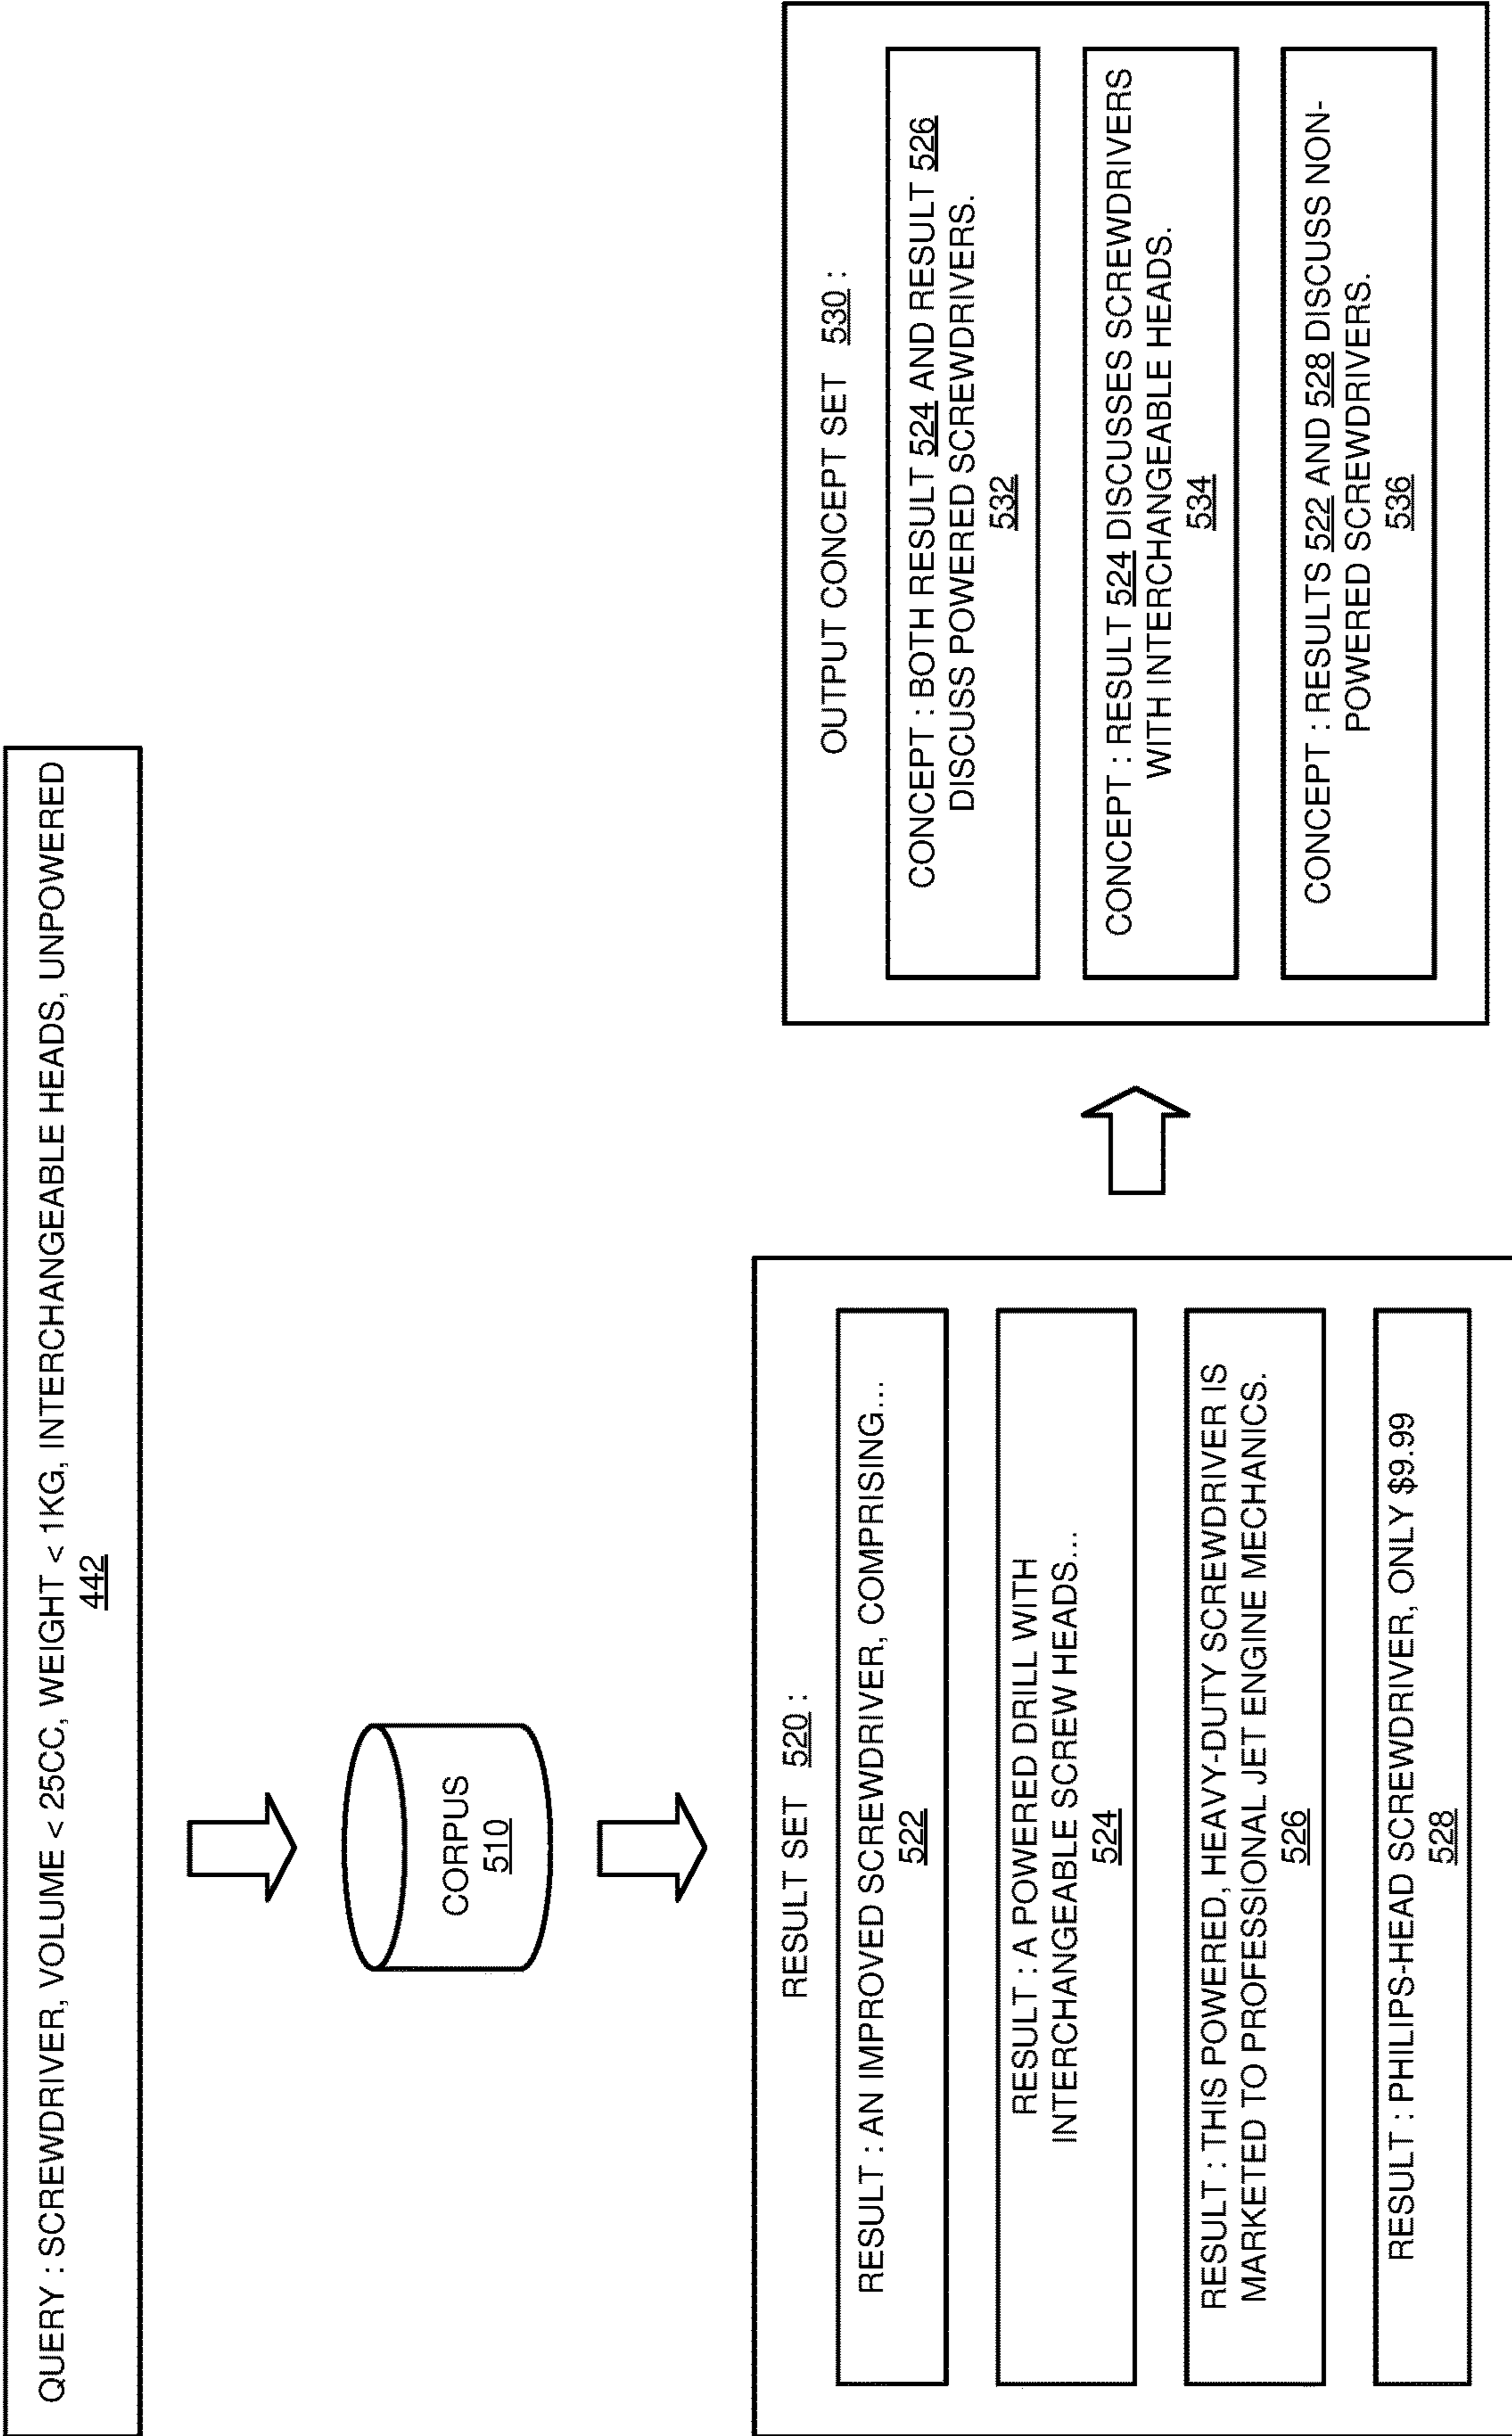 QUERY : SCREWDRIVER, VOLUME < 25CC, WEIGHT < 1KG, INTERCHANGEABLE HEADS, UNPOWERED
442
CORPUS
510
RESULT SET 520 :
RESULT : AN IMPROVED SCREWDRIVER, COMPRISING...
522
RESULT : A POWERED DRILL WITH
INTERCHANGEABLE SCREW HEADS...
524
RESULT : THIS POWERED, HEAVY-DUTY SCREWDRIVER IS
MARKETED TO PROFESSIONAL JET ENGINE MECHANICS.
526
RESULT : PHILIPS-HEAD SCREWDRIVER, ONLY $9.99
528
OUTPUT CONCEPT SET 530 :
CONCEPT : BOTH RESULT 524 AND RESULT 526
DISCUSS POWERED SCREWDRIVERS.
532
CONCEPT : RESULT 524 DISCUSSES SCREWDRIVERS
WITH INTERCHANGEABLE HEADS.
534
CONCEPT : RESULTS 522 AND 528 DISCUSS NON-
POWERED SCREWDRIVERS.
536